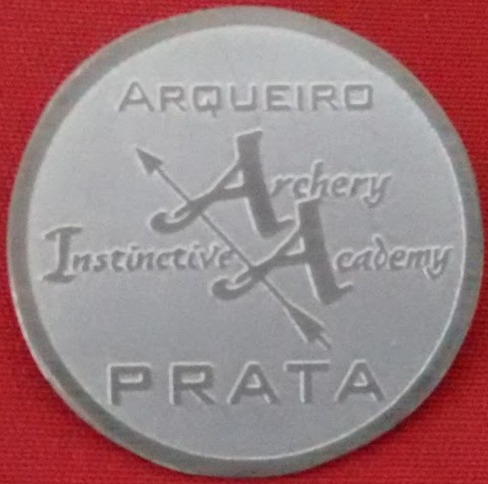 ARQUEIRO
Archery
Instinctive Academy
PRATA